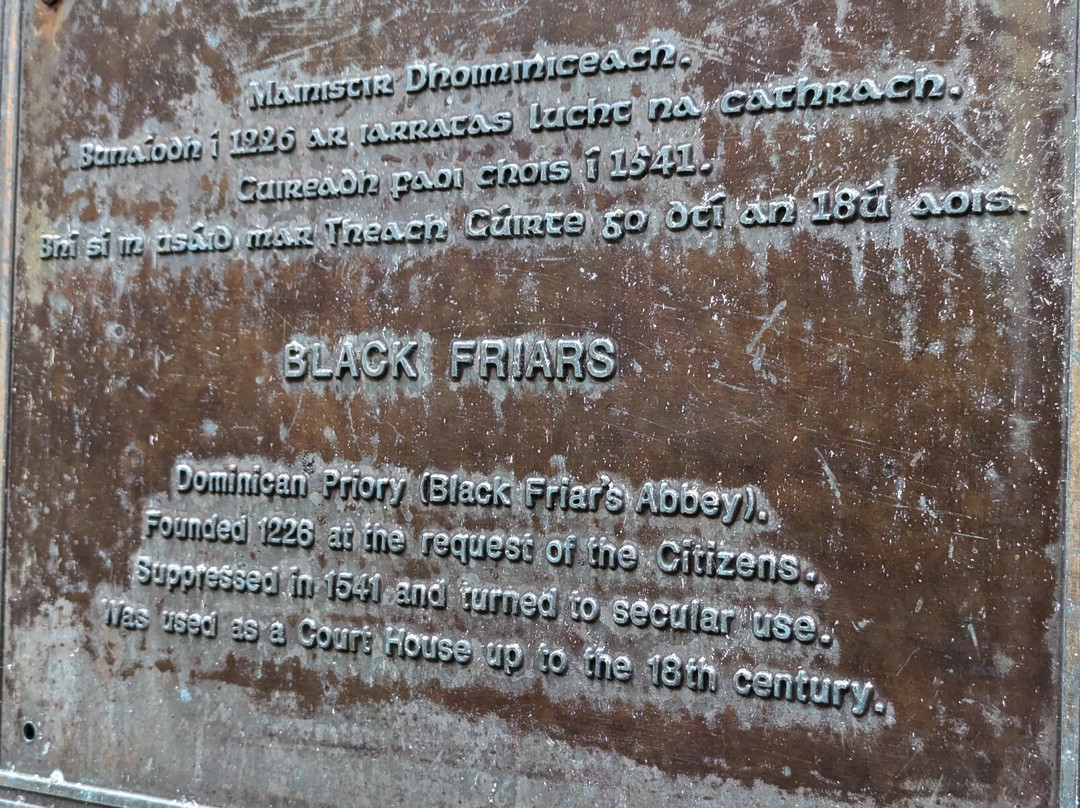 Mainistir Dhoiminiceach.
Bunaíodh í 1226 ar iarratas lucht na cathrach.
Cuireadh faoi chois í 1541.
Bhí sí in úsáid mar Theach Cúirte go dtí an 18ú aois.
BLACK FRIARS
Dominican Priory (Black Friar's Abbey).
Founded 1226 at the request of the Citizens.
Suppressed in 1541 and turned to secular use.
Was used as a Court House up to the 18th century.